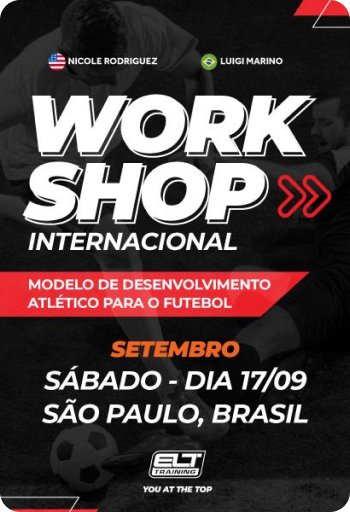 NICOLE RODRIGUEZ LUIGI MARINO
WORK
SHOP
INTERNACIONAL
MODELO DE DESENVOLVIMENTO
ATLÉTICO PARA O FUTEBOL
SETEMBRO
SÁBADO - DIA 17/09
SÃO PAULO, BRASIL
ELT
TRAINING
YOU AT THE TOP